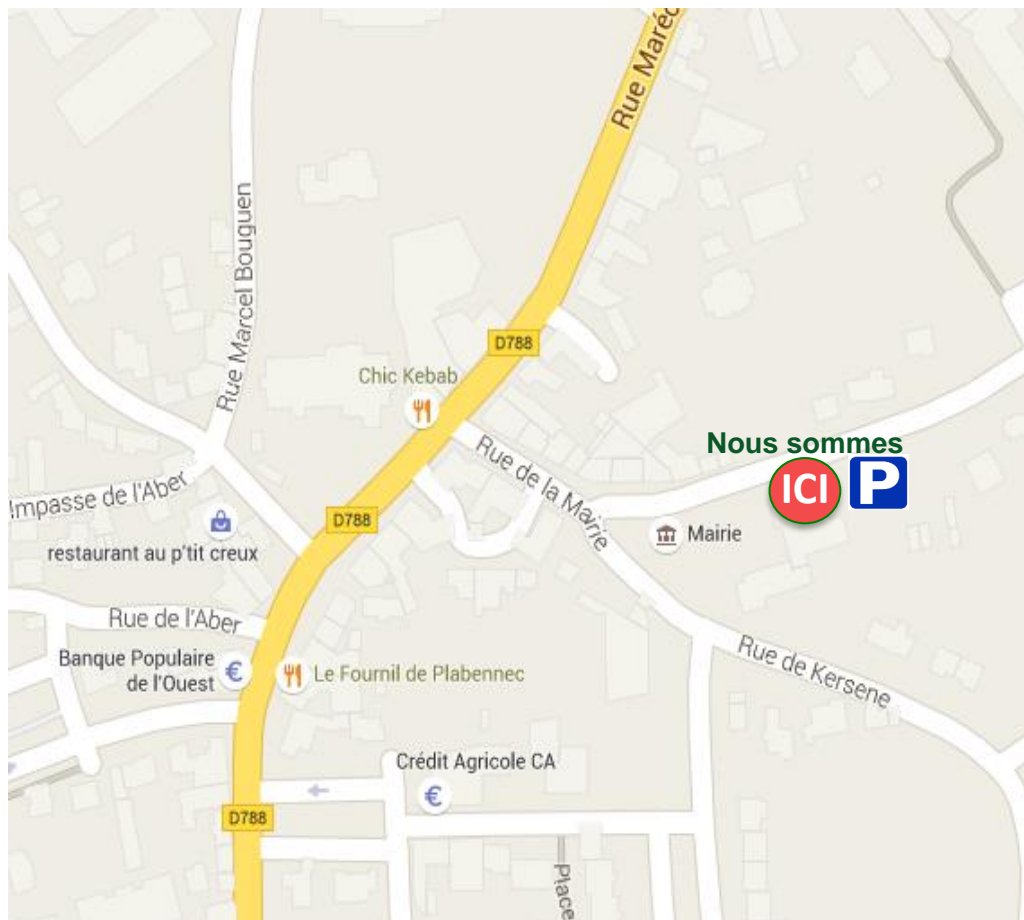 Rue Maréc
Rue Marcel Bouguen
D788
Chic Kebab
Nous sommes
ICI
P
Rue de la Mairie
Impasse de l'Aber
D788
restaurant au p'tit creux
Mairie
Rue de l'Aber
Rue de Kersene
Banque Populaire
de l'Ouest
€
Le Fournil de Plabennec
Crédit Agricole CA
€
D788
Place